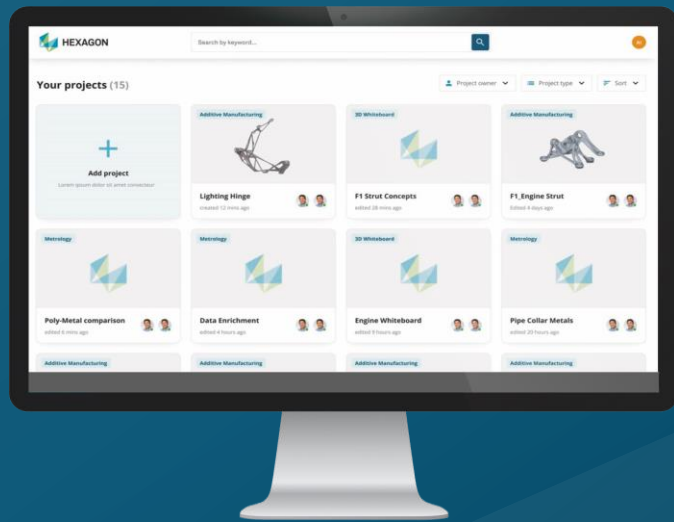 HEXAGON
Search by keyword...
Your projects (15)
Project owner
Project type
Sort
Add project
Lorem ipsum dolor sit amet consectetur
Additive Manufacturing
Lighting Hinge
created 12 mins ago
3D Whiteboard
F1 Strut Concepts
edited 28 mins ago
Additive Manufacturing
F1_Engine Strut
Edited 4 days ago
Metrology
Poly-Metal comparison
edited 6 mins ago
Metrology
Data Enrichment
edited 4 hours ago
3D Whiteboard
Engine Whiteboard
edited 9 hours ago
Metrology
Pipe Collar Metals
edited 20 hours ago
Additive Manufacturing
Additive Manufacturing
Additive Manufacturing
Additive Manufacturing